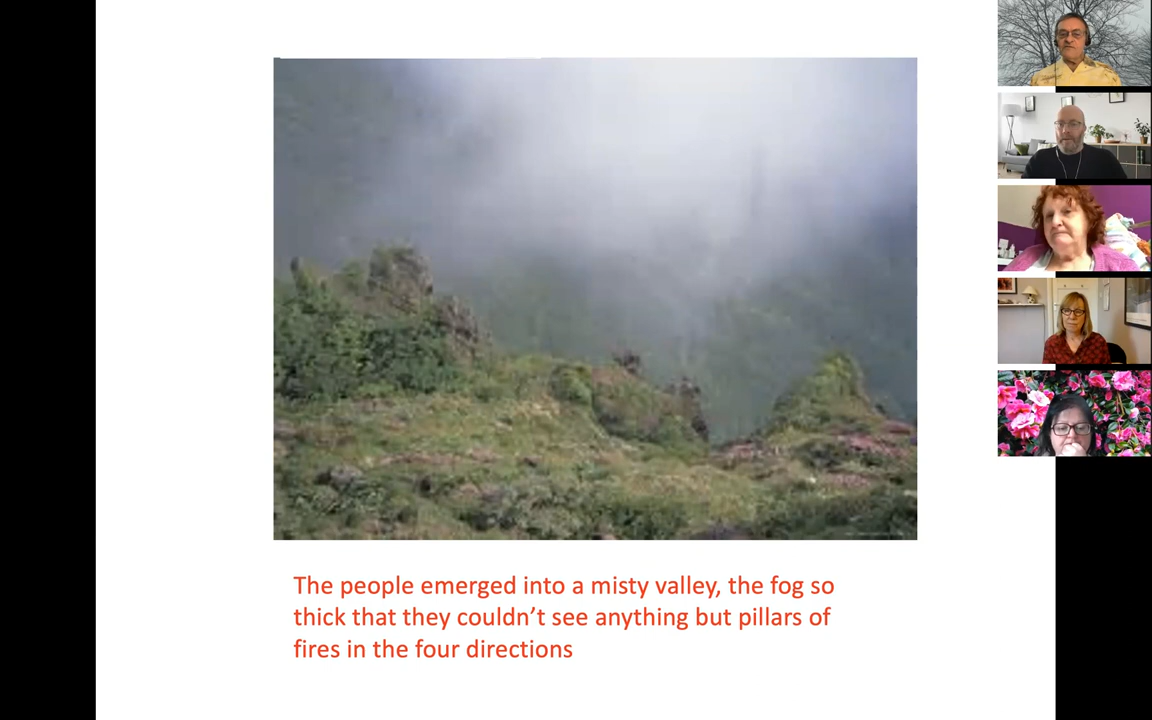 The people emerged into a misty valley, the fog so
thick that they couldn’t see anything but pillars of
fires in the four directions